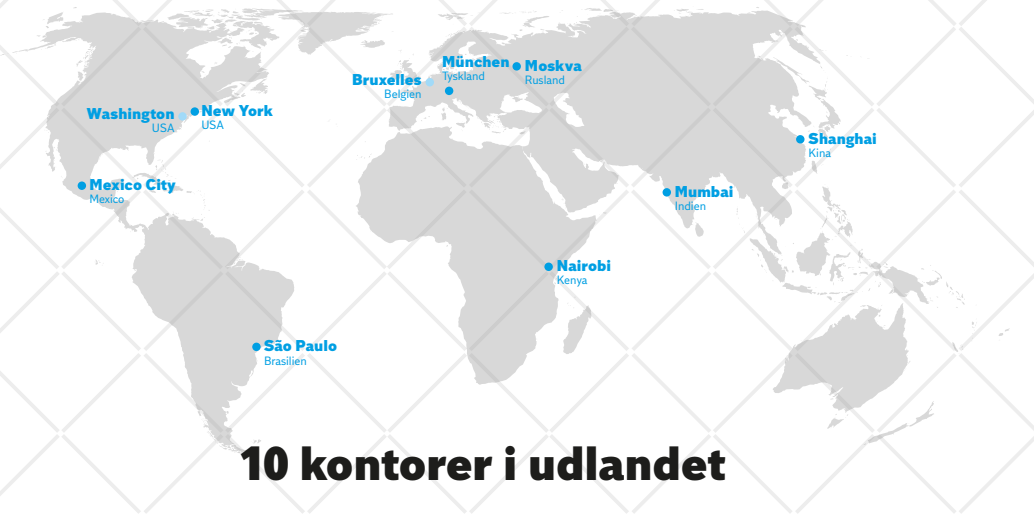 München
Tyskland
Moskva
Rusland
Bruxelles
Belgien
Washington
USA
New York
USA
Shanghai
Kina
Mexico City
Mexico
Mumbai
Indien
Nairobi
Kenya
São Paulo
Brasilien
10 kontorer i udlandet